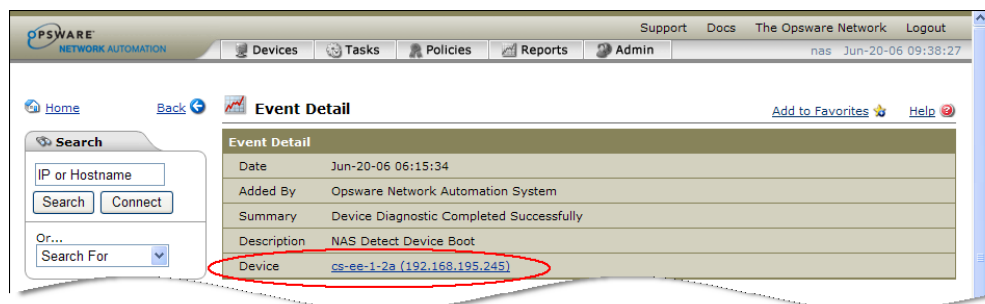 OPSWARE
NETWORK AUTOMATION
Support Docs The Opsware Network Logout
Devices Tasks Policies Reports Admin
nas Jun-20-06 09:38:27
Home Back
Event Detail
Add to Favorites Help
Search
IP or Hostname
Search Connect
Or...
Search For
Event Detail
Date Jun-20-06 06:15:34
Added By Opsware Network Automation System
Summary Device Diagnostic Completed Successfully
Description NAS Detect Device Boot
Device cs-ee-1-2a (192.168.195.245)